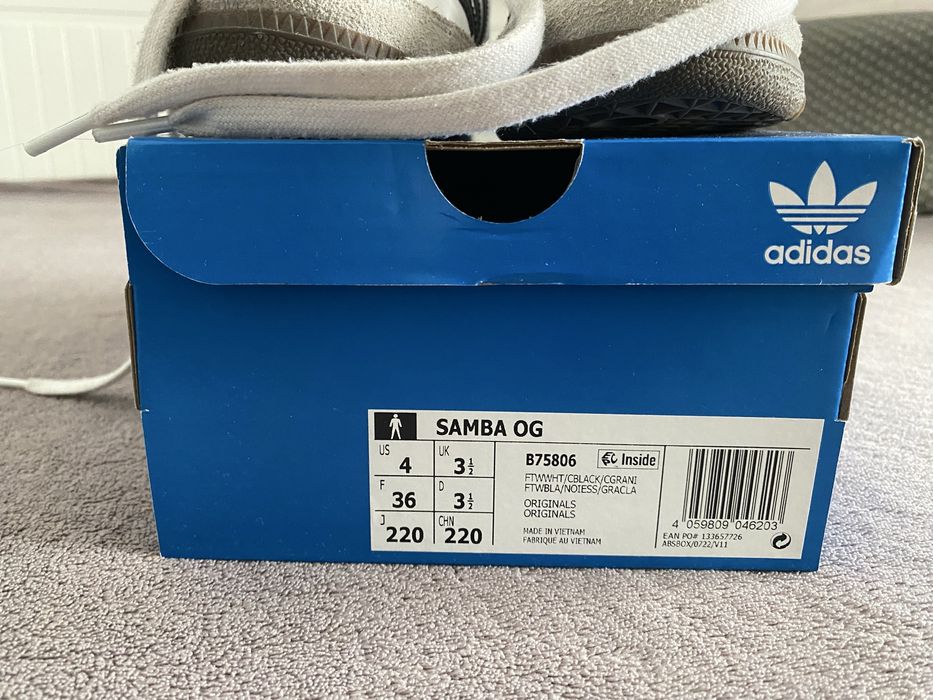 adidas
SAMBA OG
US 4 UK 3½
F 36 D 3½
J 220 CHN 220
B75806 Inside
FTWWHT/CBLACK/CGRANI
FTWBLA/NOIESS/GRACLA
ORIGINALS
ORIGINALS
MADE IN VIETNAM
FABRIQUE AU VIETNAM
4 059809 046203
EAN PO# 133657726
ABSBOX/0722/V11